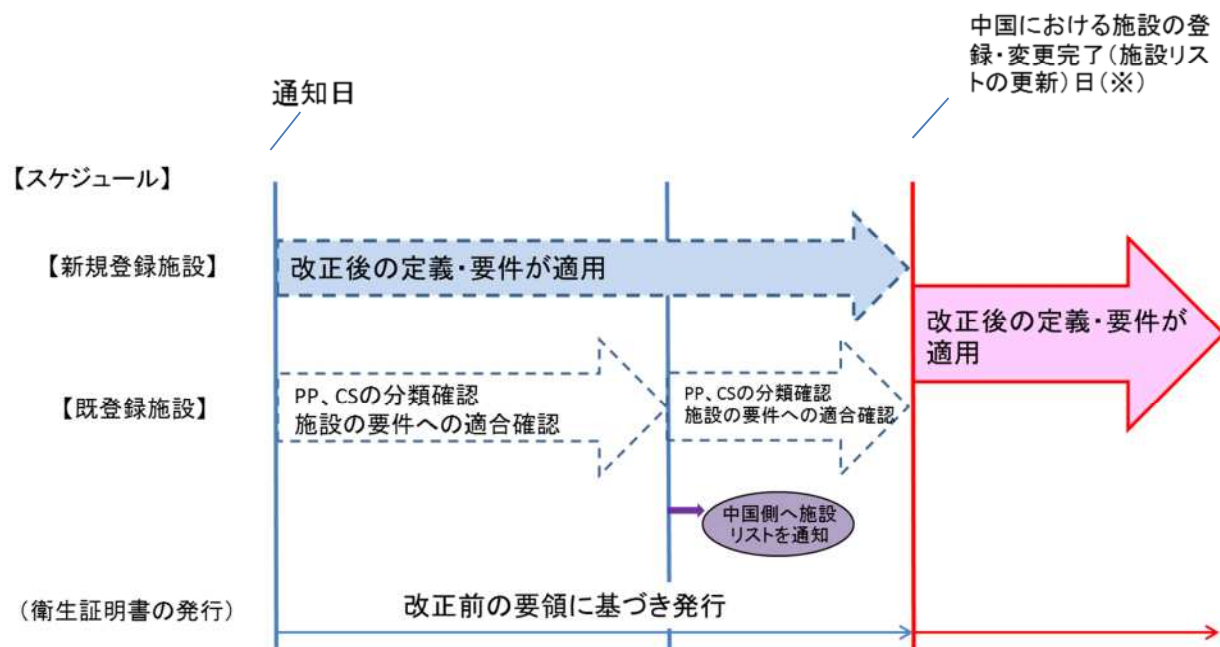 中国における施設の登
録・変更完了(施設リス
トの更新)日(※)
通知日
【スケジュール】
【新規登録施設】
改正後の定義・要件が適用
改正後の定義・要件が
適用
【既登録施設】
PP、CSの分類確認
施設の要件への適合確認
PP、CSの分類確認
施設の要件への適合確認
中国側へ施設
リストを通知
(衛生証明書の発行)
改正前の要領に基づき発行